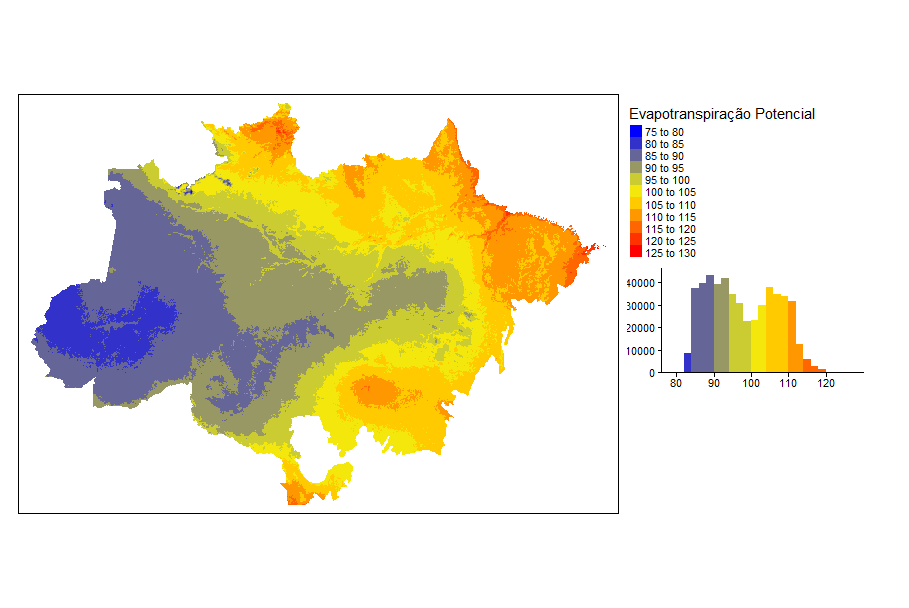 Evapotranspiração Potencial
75 to 80
80 to 85
85 to 90
90 to 95
95 to 100
100 to 105
105 to 110
110 to 115
115 to 120
120 to 125
125 to 130
40000
30000
20000
10000
0
80 90 100 110 120